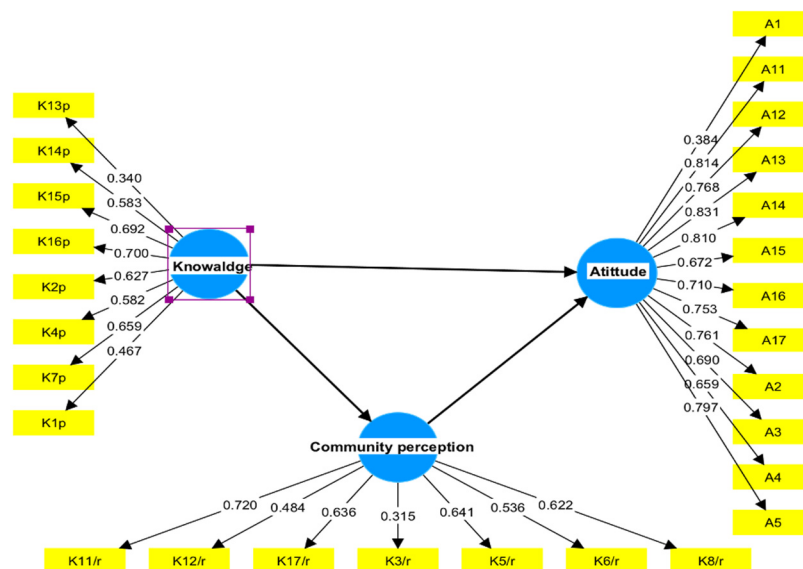 A1
A11
A12
A13
A14
A15
A16
A17
A2
A3
A4
A5
0.384
0.814
0.768
0.831
0.810
0.672
0.710
0.753
0.761
0.690
0.659
0.797
Atittude
K13p
K14p
K15p
K16p
K2p
K4p
K7p
K1p
0.340
0.583
0.692
0.700
0.627
0.582
0.659
0.467
Knowaldge
Community perception
0.720
0.484
0.636
0.315
0.641
0.536
0.622
K11/r
K12/r
K17/r
K3/r
K5/r
K6/r
K8/r